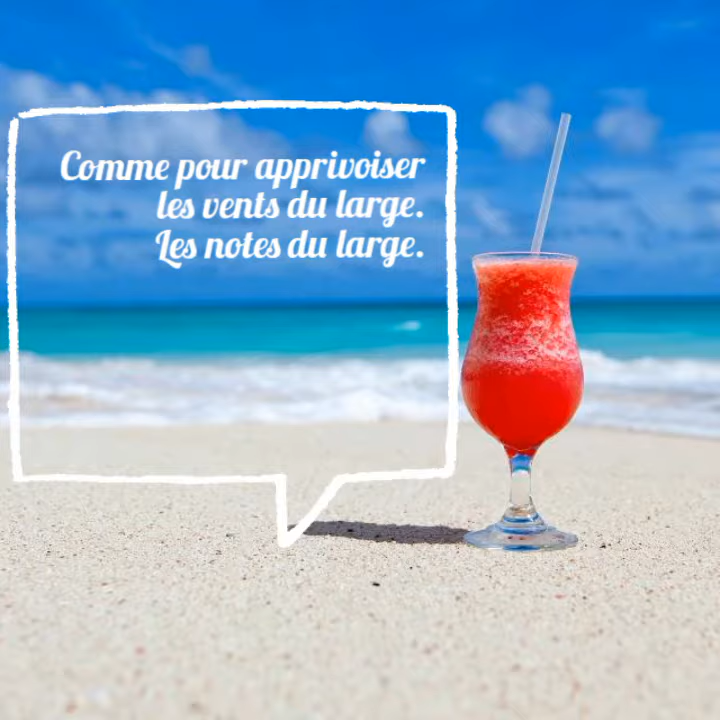 Comme pour apprivoiser
les vents du large.
Les notes du large.